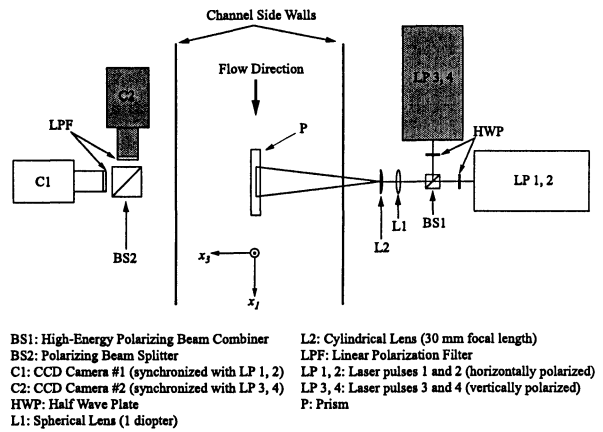 Channel Side Walls
Flow Direction
C2
LP 3, 4
LPF
P
HWP
C1
LP 1, 2
BS2
L2
L1
BS1
x3
x1
BS1: High-Energy Polarizing Beam Combiner
BS2: Polarizing Beam Splitter
C1: CCD Camera #1 (synchronized with LP 1, 2)
C2: CCD Camera #2 (synchronized with LP 3, 4)
HWP: Half Wave Plate
L1: Spherical Lens (1 diopter)
L2: Cylindrical Lens (30 mm focal length)
LPF: Linear Polarization Filter
LP 1, 2: Laser pulses 1 and 2 (horizontally polarized)
LP 3, 4: Laser pulses 3 and 4 (vertically polarized)
P: Prism